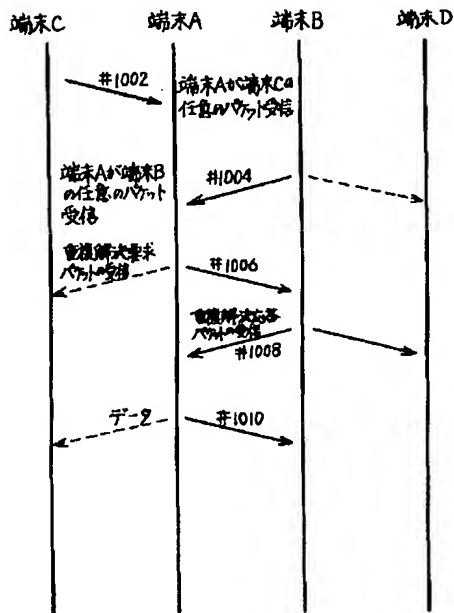 端末C 端末A 端末B 端末D
#1002
端末Aが端末Cの
任意のパケット受信
端末Aが端末B
の任意のパケット
受信
#1004
重複解決要求
パケットの受信
#1006
重複解決応答
パケットの受信
#1008
データ
#1010